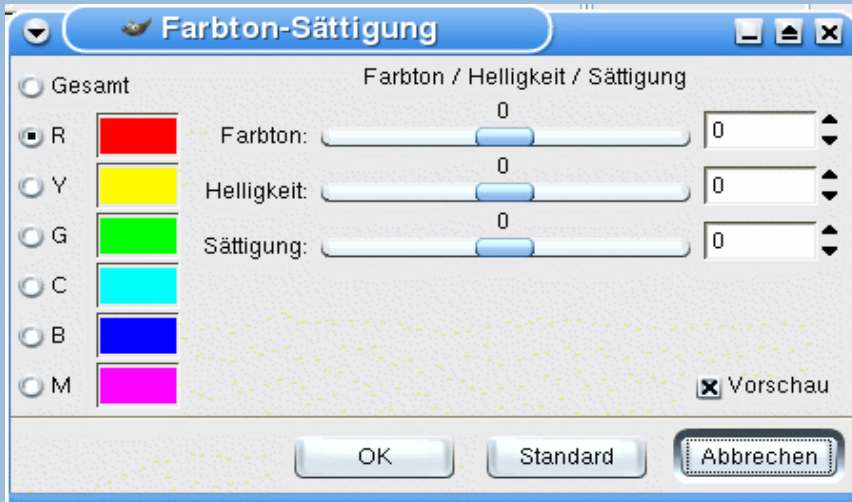 Farbton-Sättigung
Gesamt
Farbton / Helligkeit / Sättigung
R
Farbton: 0 0
Y
Helligkeit: 0 0
G
Sättigung: 0 0
C
B
M
Vorschau
OK Standard Abbrechen